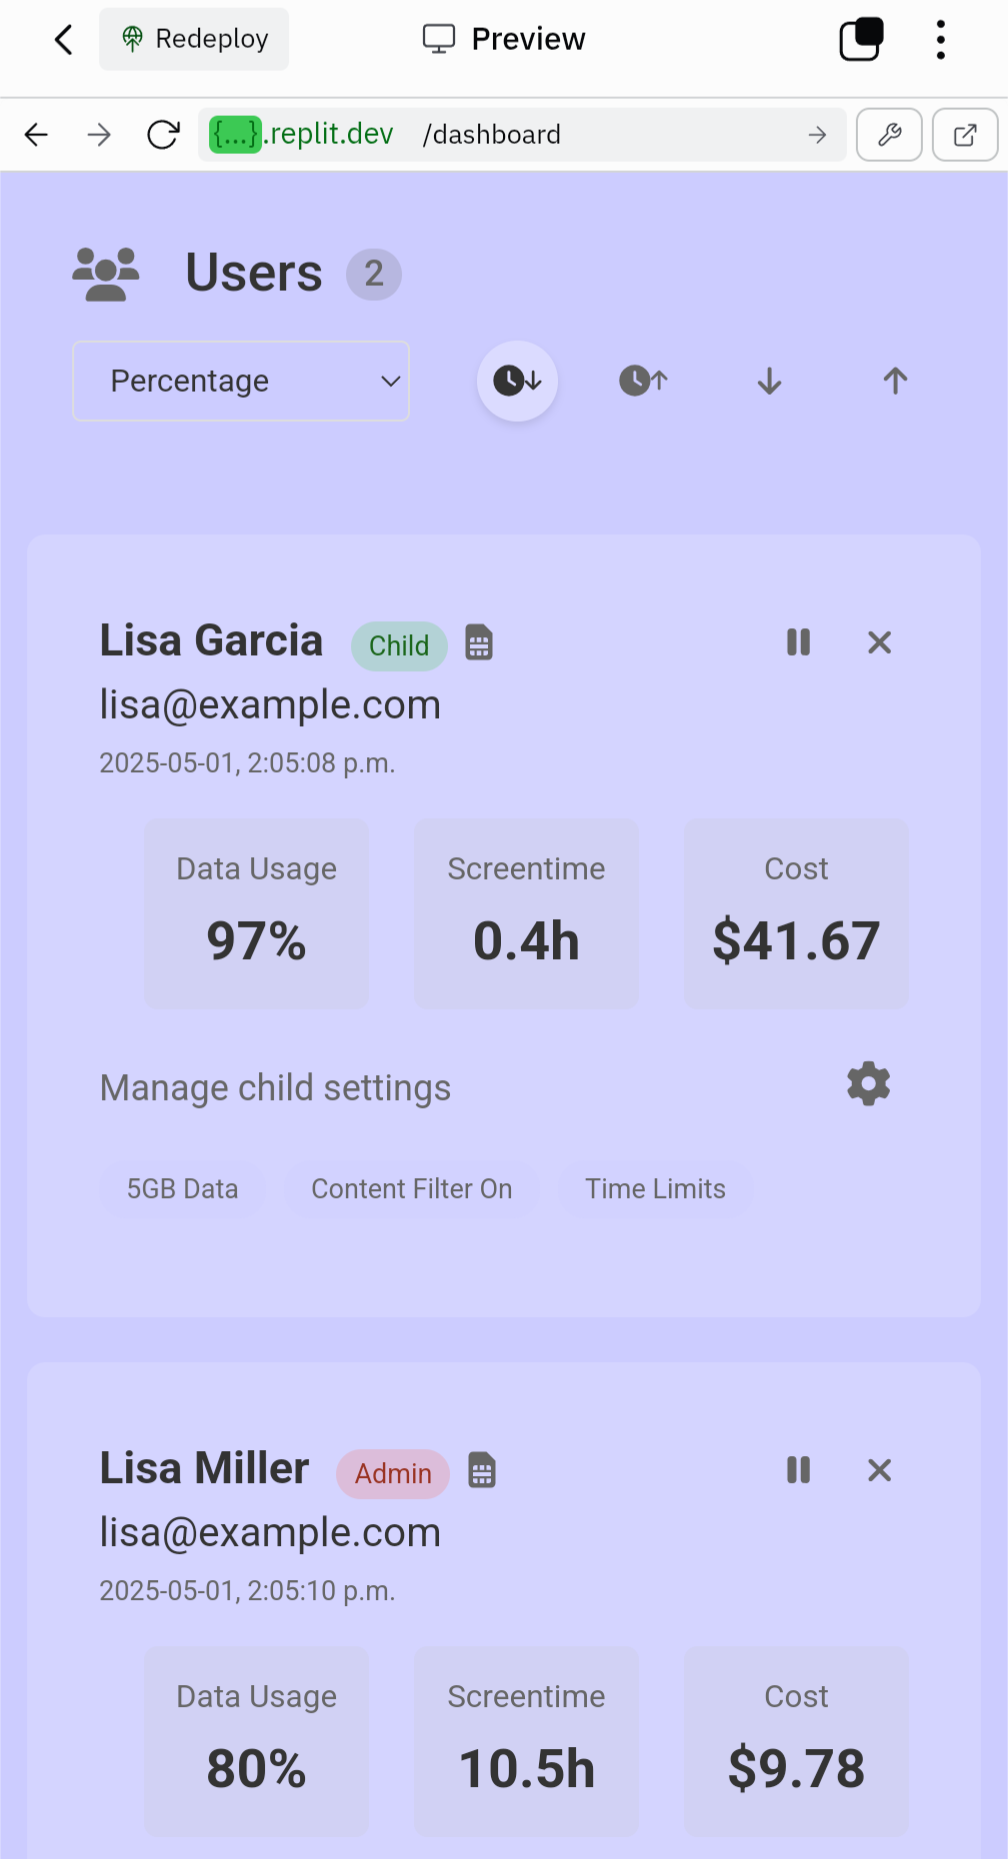 Redeploy
Preview
{...}.replit.dev /dashboard
Users 2
Percentage
Lisa Garcia Child
lisa@example.com
2025-05-01, 2:05:08 p.m.
Data Usage Screentime Cost
97% 0.4h $41.67
Manage child settings
5GB Data Content Filter On Time Limits
Lisa Miller Admin
lisa@example.com
2025-05-01, 2:05:10 p.m.
Data Usage Screentime Cost
80% 10.5h $9.78